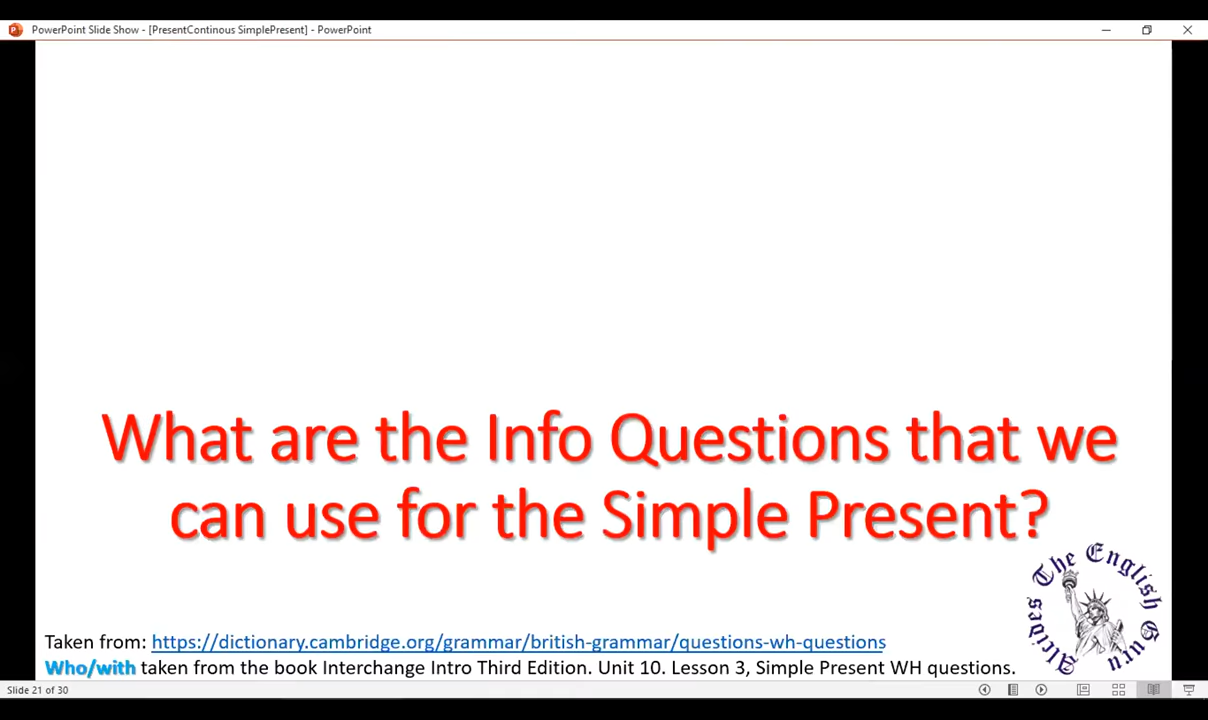 PowerPoint Slide Show - [PresentContinous SimplePresent] - PowerPoint
What are the Info Questions that we
can use for the Simple Present?
Alcides The English Guru
Taken from: https://dictionary.cambridge.org/grammar/british-grammar/questions-wh-questions
Who/with taken from the book Interchange Intro Third Edition. Unit 10. Lesson 3, Simple Present WH questions.
Slide 21 of 30